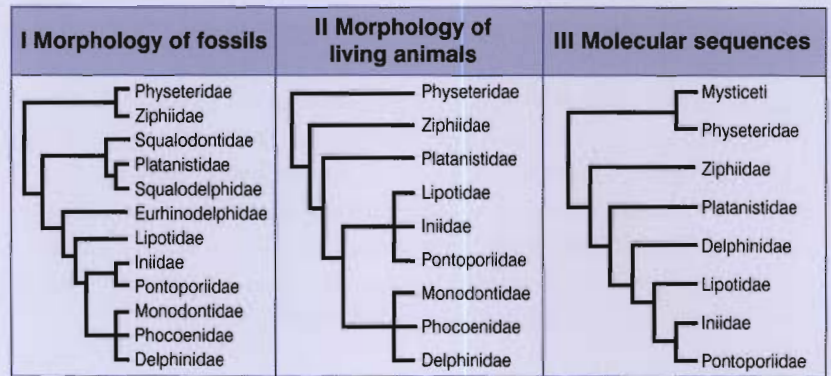 I Morphology of fossils
Physeteridae
Ziphiidae
Squalodontidae
Platanistidae
Squalodelphidae
Eurhinodelphidae
Lipotidae
Iniidae
Pontoporiidae
Monodontidae
Phocoenidae
Delphinidae
II Morphology of
living animals
Physeteridae
Ziphiidae
Platanistidae
Lipotidae
Iniidae
Pontoporiidae
Monodontidae
Phocoenidae
Delphinidae
III Molecular sequences
Mysticeti
Physeteridae
Ziphiidae
Platanistidae
Delphinidae
Lipotidae
Iniidae
Pontoporiidae